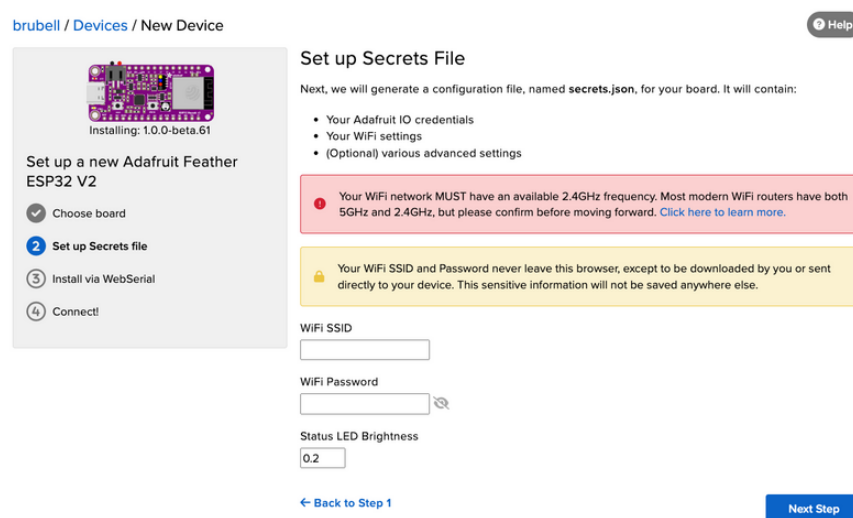 brubell / Devices / New Device
Help
Installing: 1.0.0-beta.61
Set up a new Adafruit Feather
ESP32 V2
Choose board
2 Set up Secrets file
3 Install via WebSerial
4 Connect!
Set up Secrets File
Next, we will generate a configuration file, named secrets.json, for your board. It will contain:
• Your Adafruit IO credentials
• Your WiFi settings
• (Optional) various advanced settings
Your WiFi network MUST have an available 2.4GHz frequency. Most modern WiFi routers have both
5GHz and 2.4GHz, but please confirm before moving forward. Click here to learn more.
Your WiFi SSID and Password never leave this browser, except to be downloaded by you or sent
directly to your device. This sensitive information will not be saved anywhere else.
WiFi SSID
WiFi Password
Status LED Brightness
0.2
← Back to Step 1
Next Step